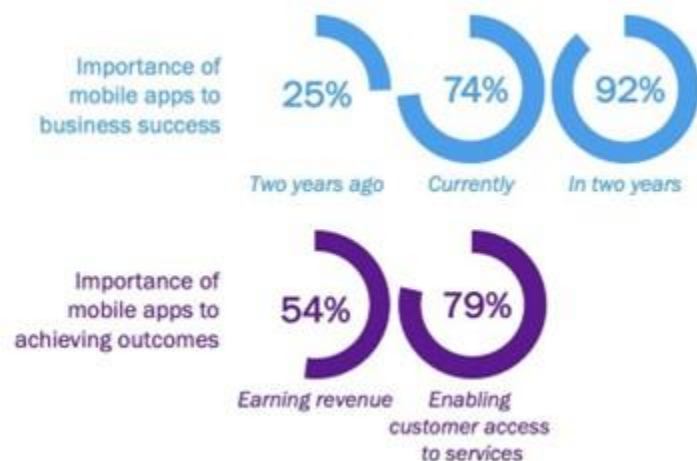 Importance of
mobile apps to
business success
25%
74%
92%
Two years ago
Currently
In two years
Importance of
mobile apps to
achieving outcomes
54%
79%
Earning revenue
Enabling
customer access
to services